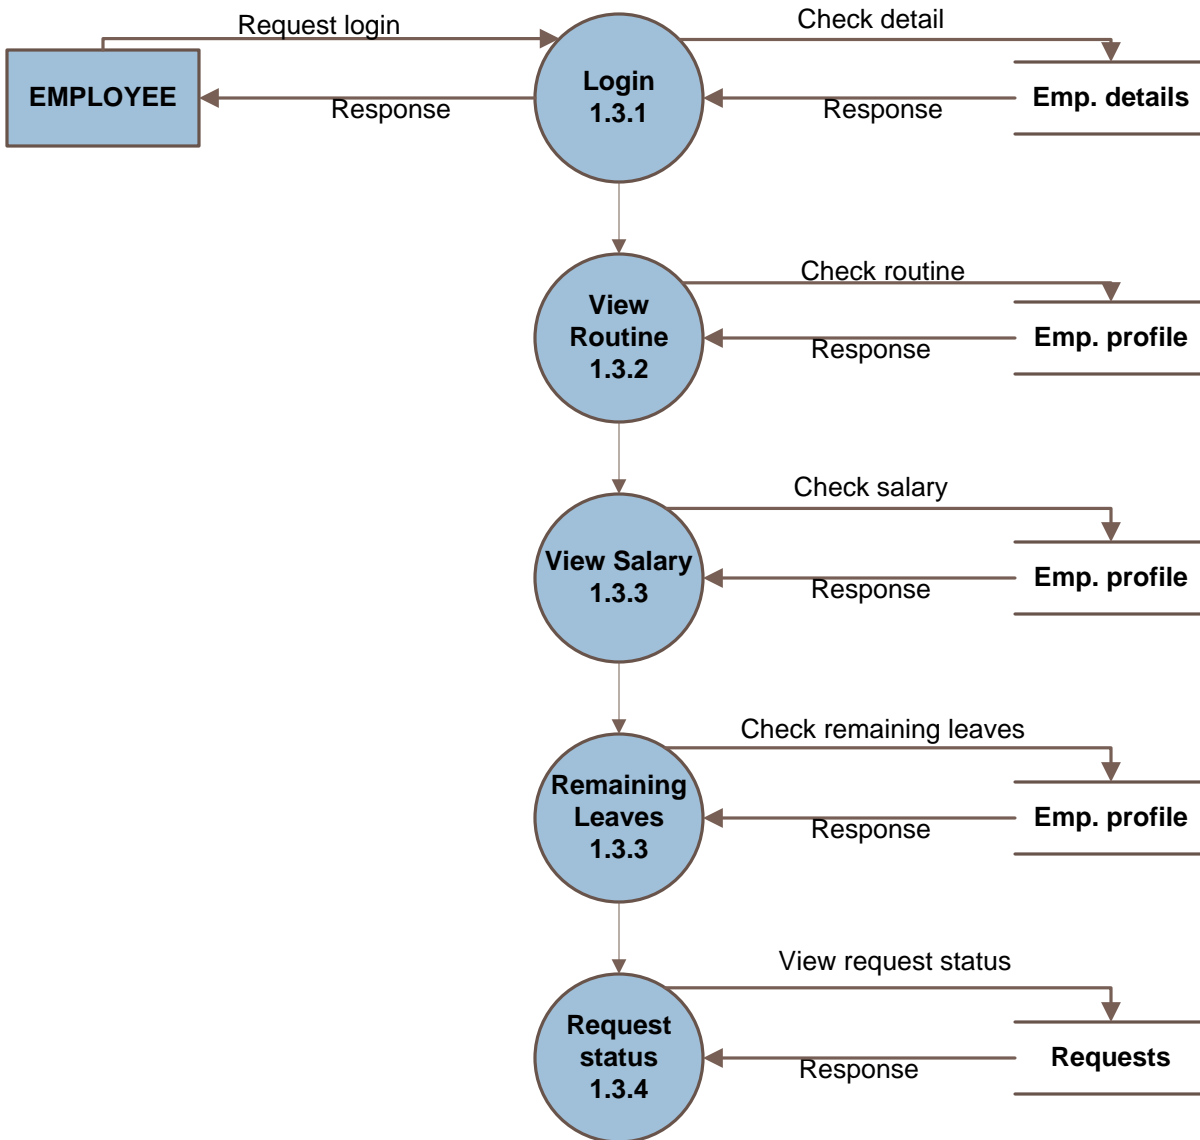 Request login
Check detail
EMPLOYEE
Response
Login
1.3.1
Response
Emp. details
Check routine
View
Routine
1.3.2
Response
Emp. profile
Check salary
View Salary
1.3.3
Response
Emp. profile
Check remaining leaves
Remaining
Leaves
1.3.3
Response
Emp. profile
View request status
Request
status
1.3.4
Response
Requests